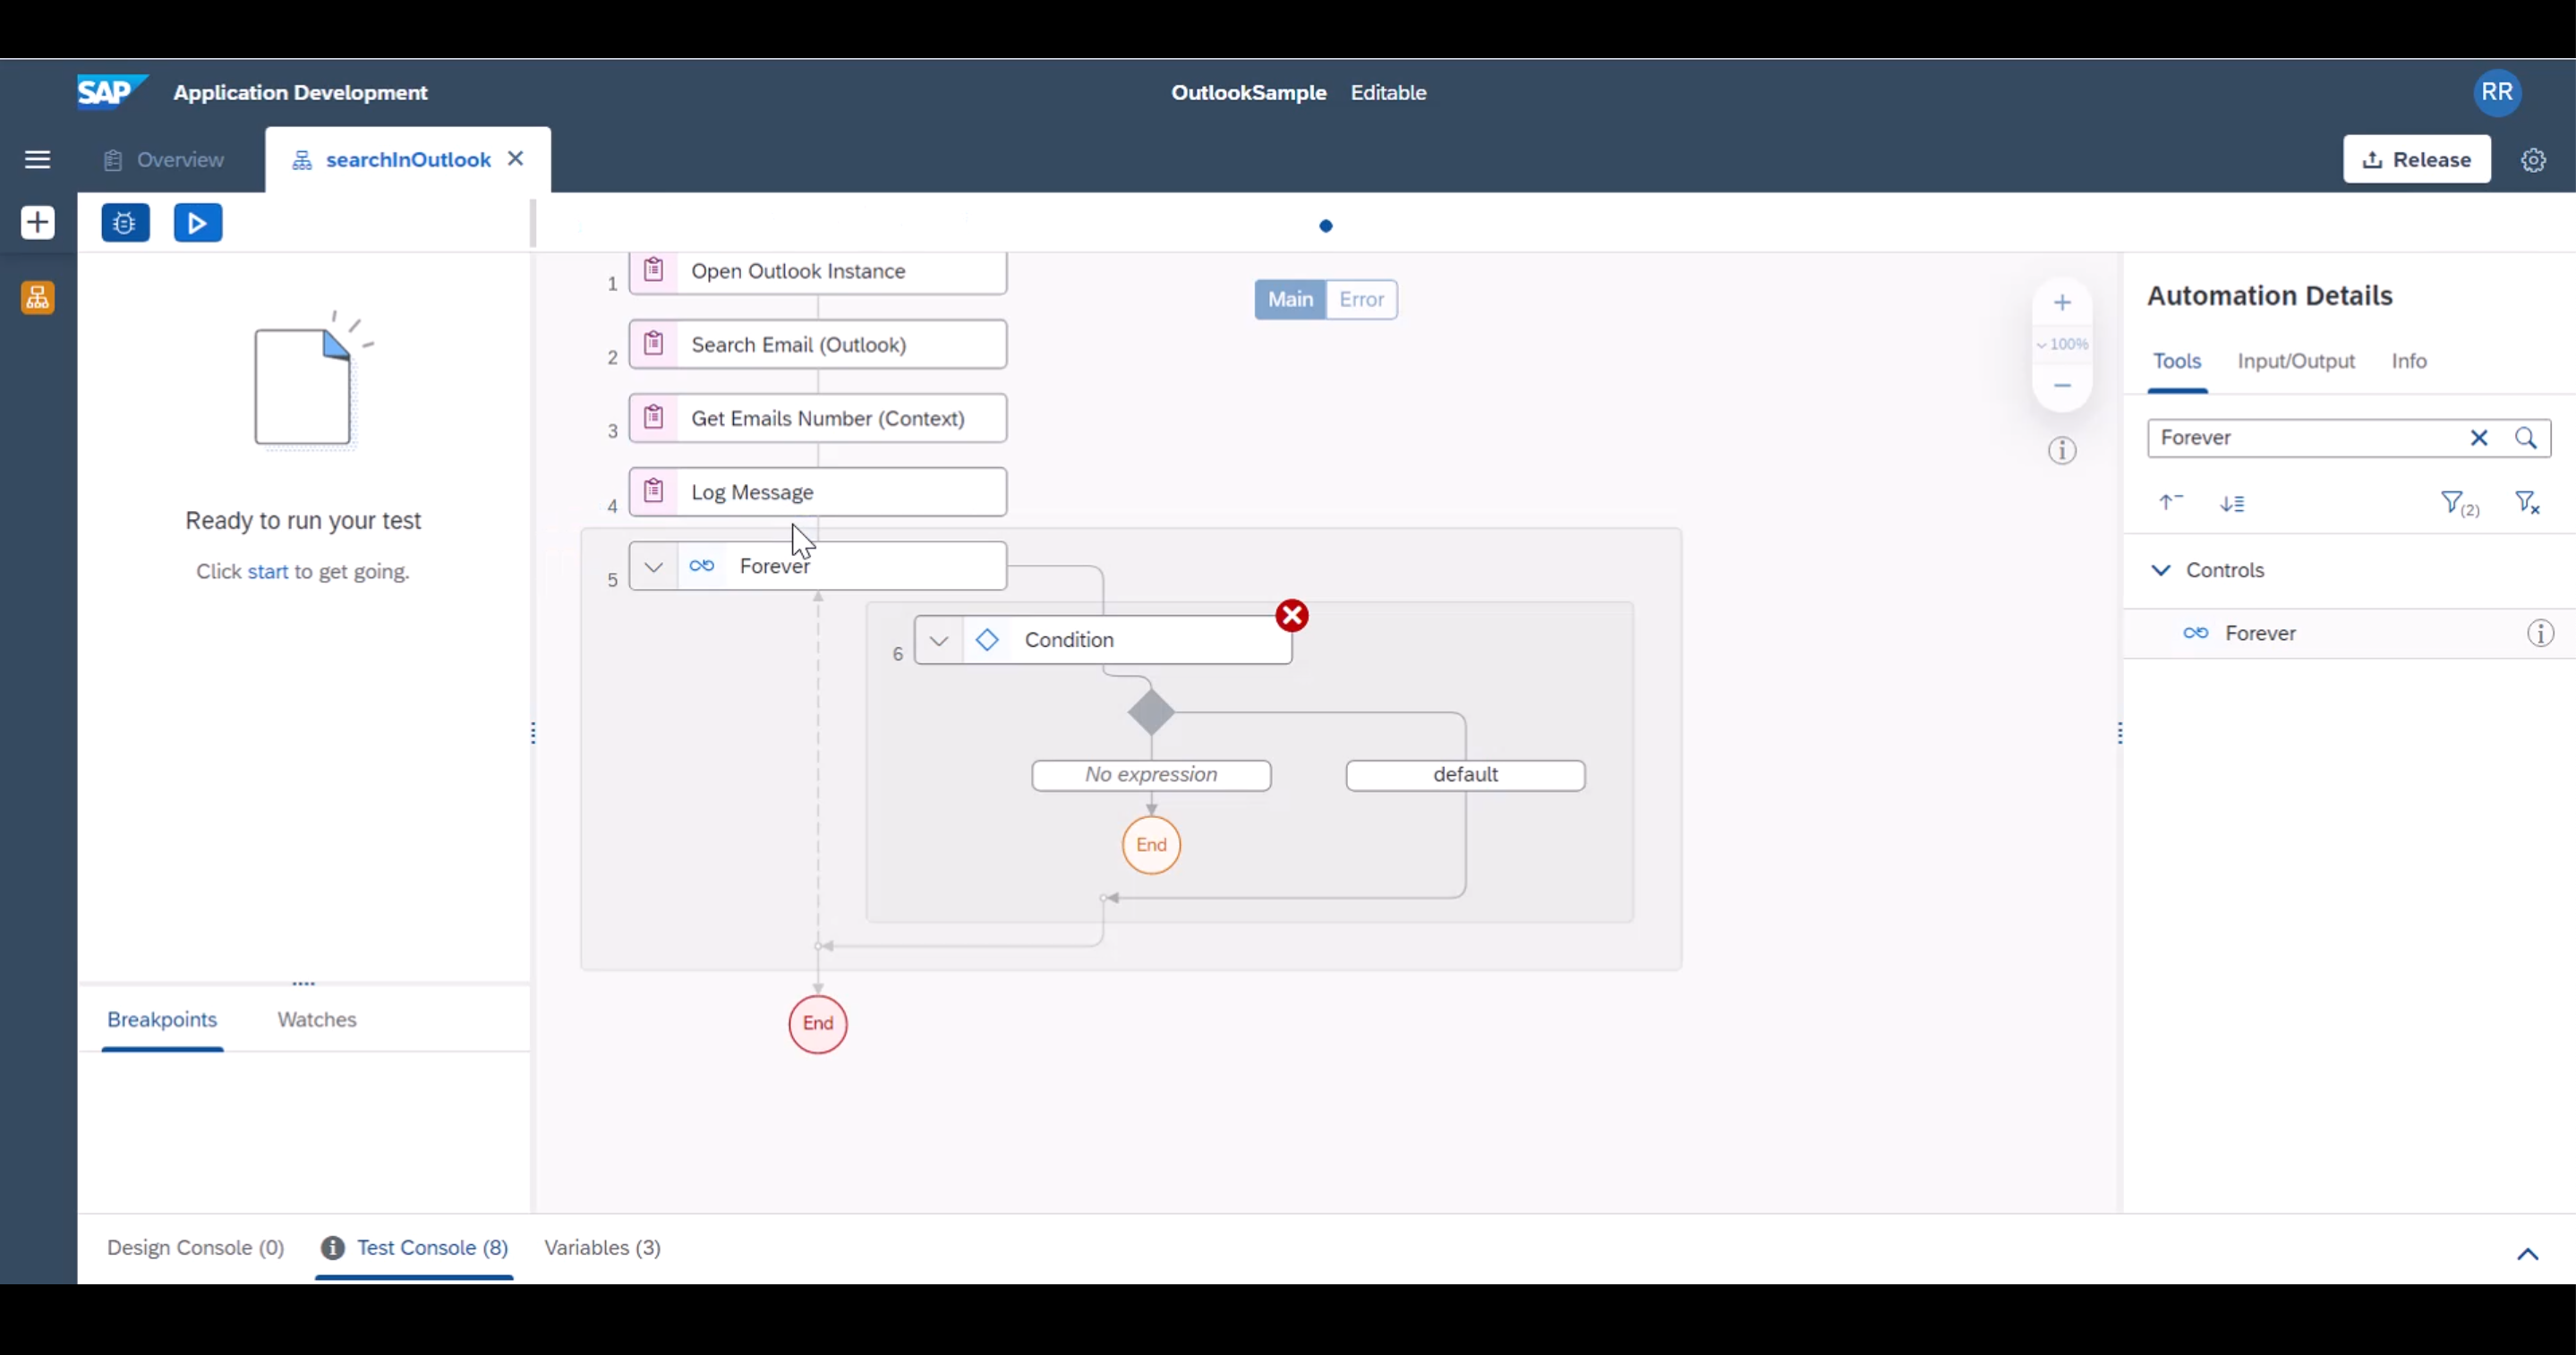 SAP Application Development OutlookSample Editable RR
Overview searchInOutlook Release
1 Open Outlook Instance
Main Error
2 Search Email (Outlook)
3 Get Emails Number (Context)
4 Log Message
5 Forever
6 Condition
No expression default
End
End
Ready to run your test
Click start to get going.
Breakpoints Watches
100%
Automation Details
Tools Input/Output Info
Forever
(2)
Controls
Forever
Design Console (0) Test Console (8) Variables (3)